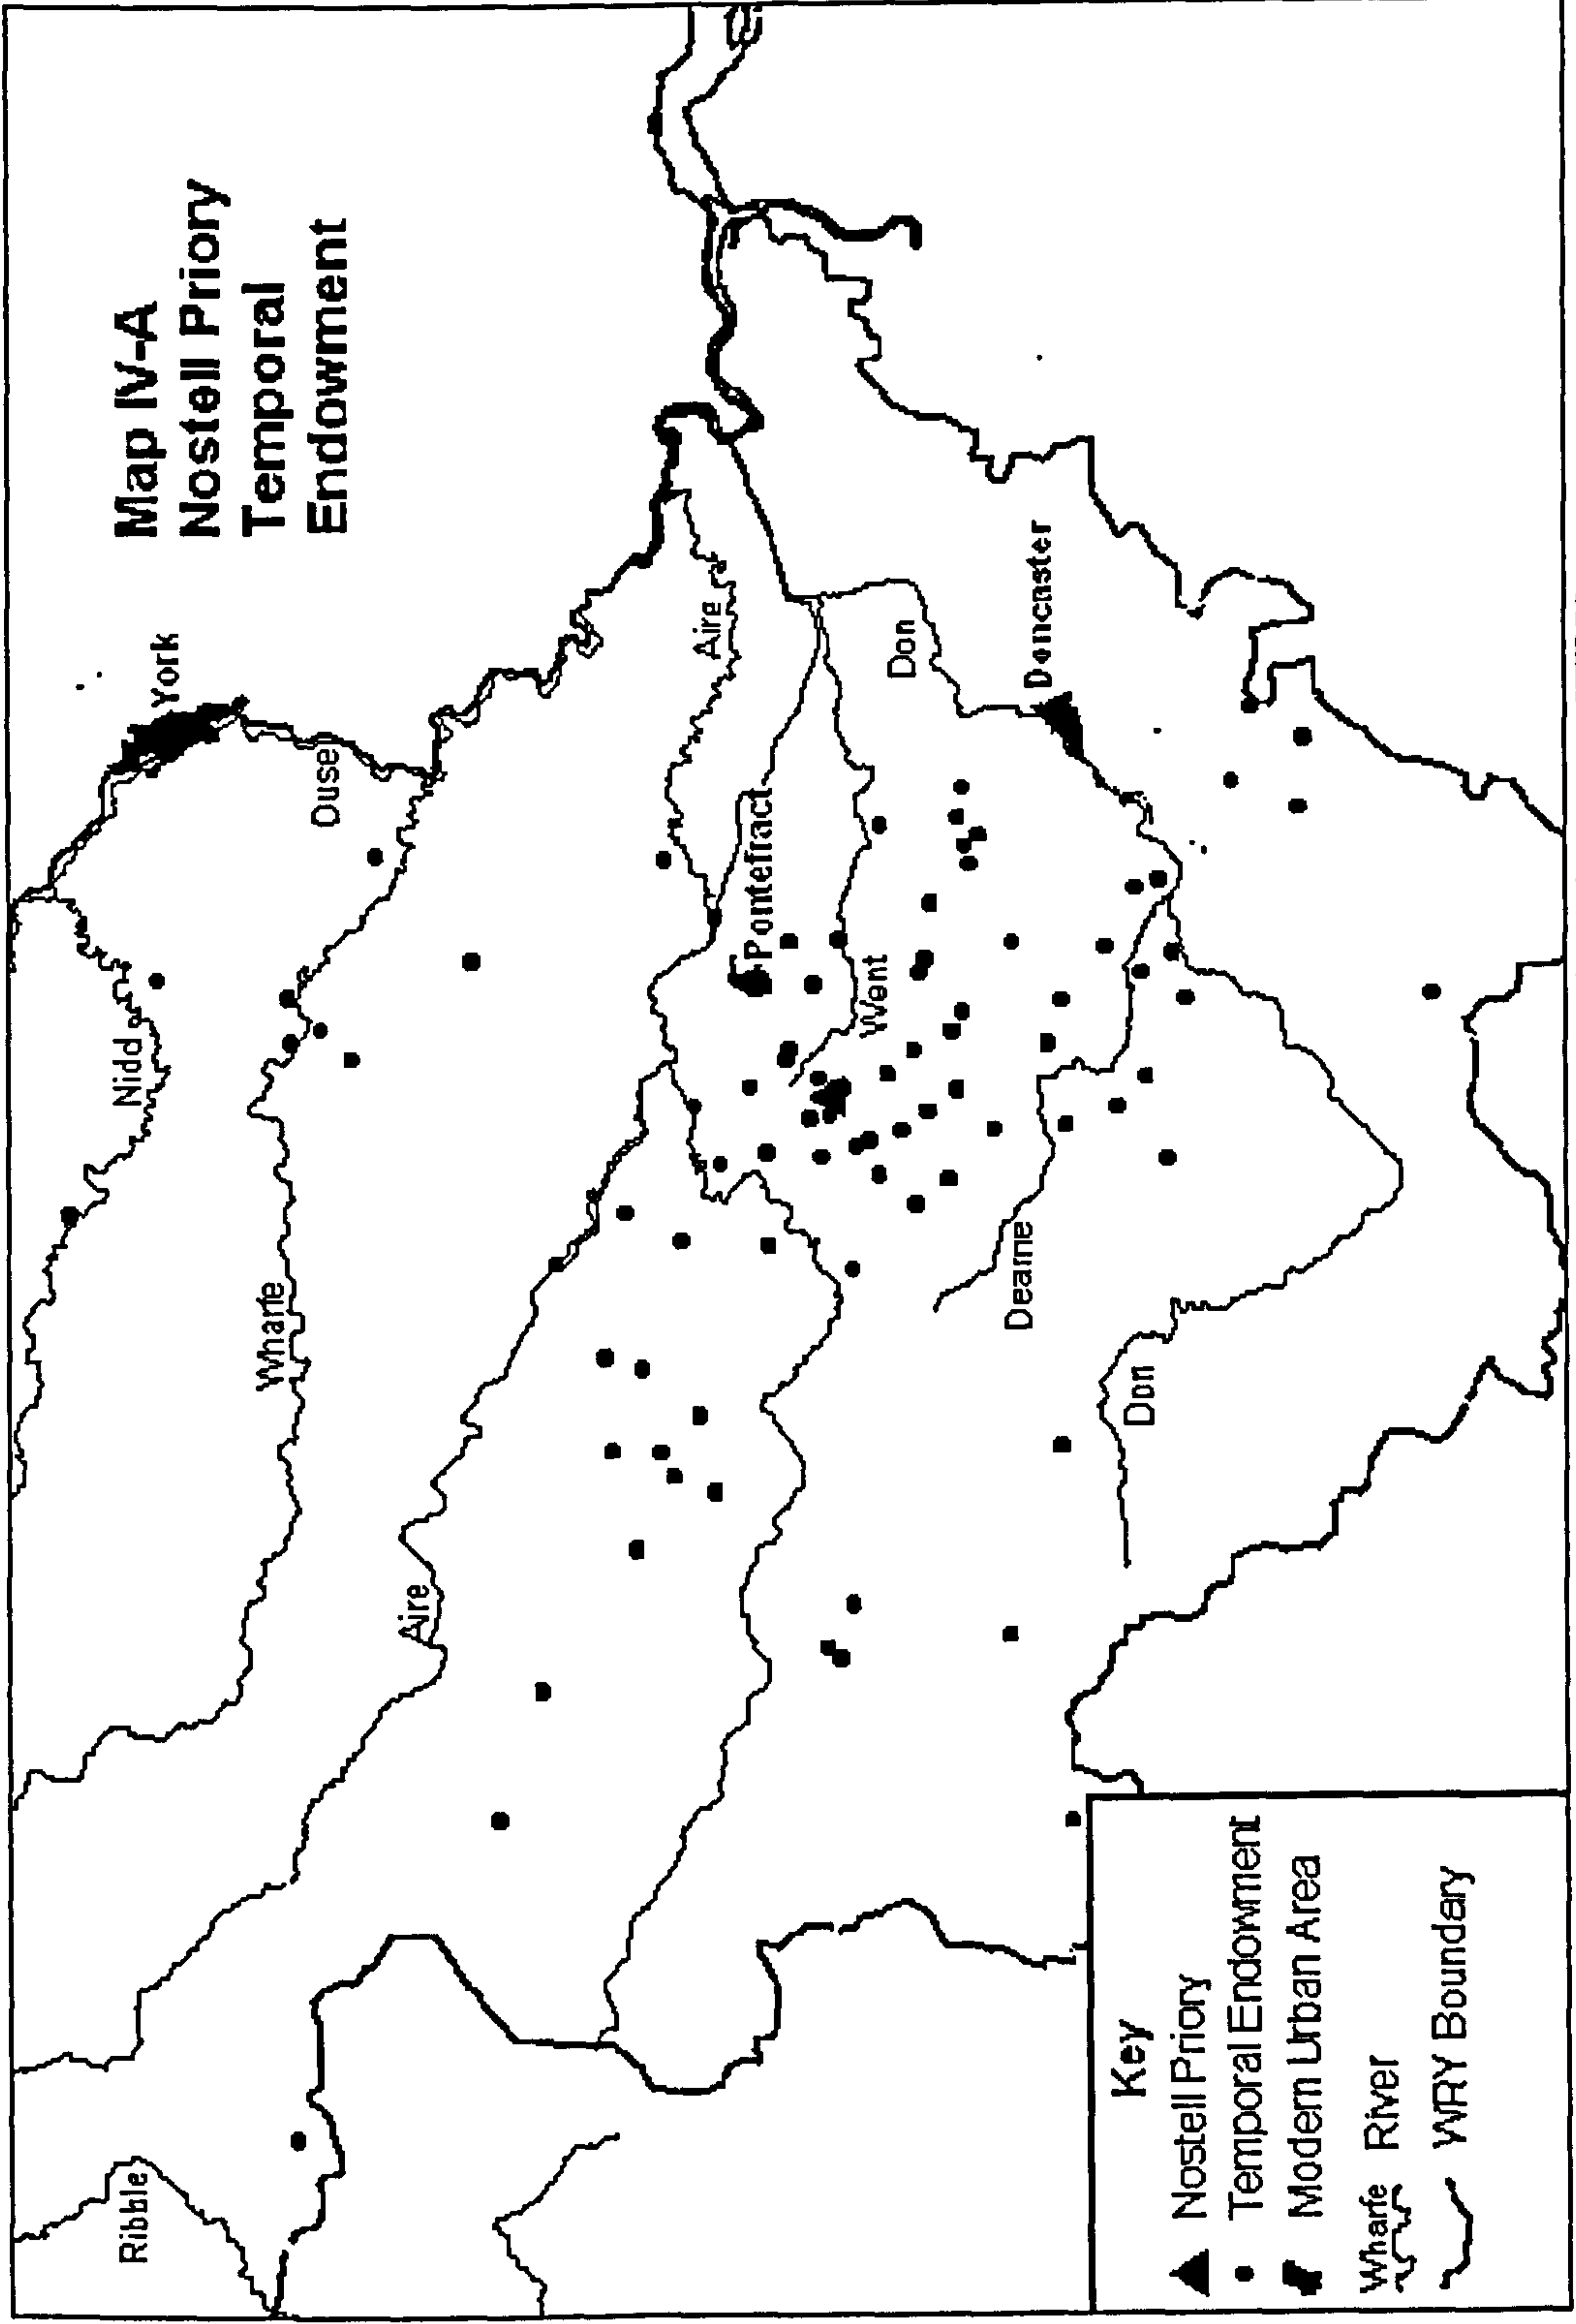 Map IV-A
Nostell Priory
Temporal
Endowment
York
Ouse
Nidd
Wharfe
Aire
Aire
Pontefract
Went
Don
Doncaster
Dearne
Don
Ribble
Key
Nostell Priory
Temporal Endowment
Modern Urban Area
Wharfe River
WRY Boundary